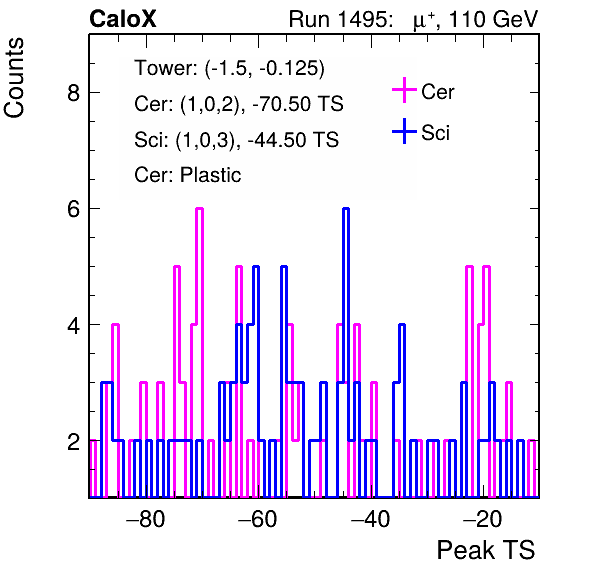 CaloX Run 1495: μ⁺, 110 GeV
Counts
Tower: (-1.5, -0.125)
Cer: (1,0,2), -70.50 TS
Sci: (1,0,3), -44.50 TS
Cer: Plastic
Cer
Sci
8
6
4
2
−80 −60 −40 −20
Peak TS